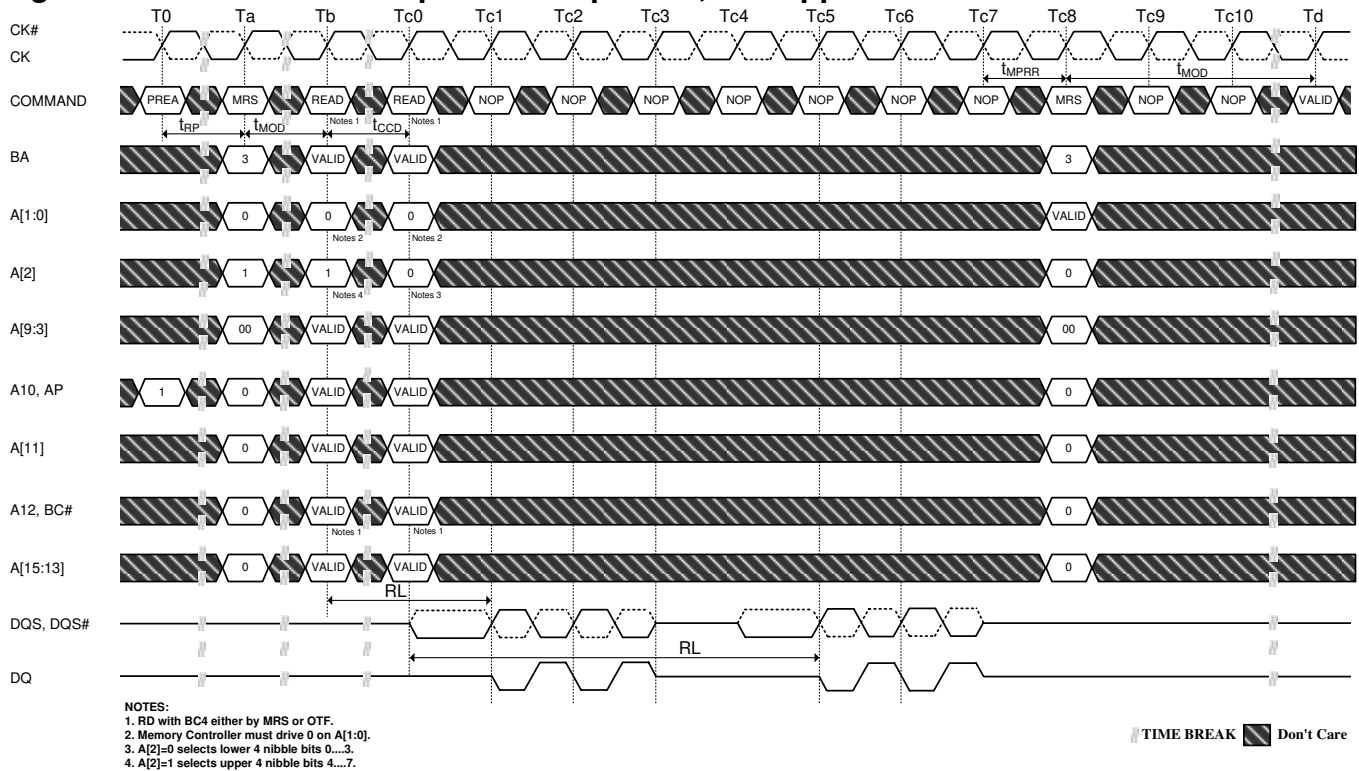 T0 Ta Tb Tc0 Tc1 Tc2 Tc3 Tc4 Tc5 Tc6 Tc7 Tc8 Tc9 Tc10 Td
CK#
CK
tMPRR tMOD
COMMAND PREA MRS READ READ NOP NOP NOP NOP NOP NOP NOP MRS NOP NOP VALID
Notes 1 Notes 1
tRP tMOD tCCD
BA 3 VALID VALID 3
A[1:0] 0 0 0 VALID
Notes 2 Notes 2
A[2] 1 1 0 0
Notes 4 Notes 3
A[9:3] 00 VALID VALID 00
A10, AP 1 0 VALID VALID 0
A[11] 0 VALID VALID 0
A12, BC# 0 VALID VALID 0
Notes 1 Notes 1
A[15:13] 0 VALID VALID 0
RL
DQS, DQS#
RL
DQ
NOTES:
1. RD with BC4 either by MRS or OTF.
2. Memory Controller must drive 0 on A[1:0].
3. A[2]=0 selects lower 4 nibble bits 0....3.
4. A[2]=1 selects upper 4 nibble bits 4....7.
TIME BREAK Don't Care